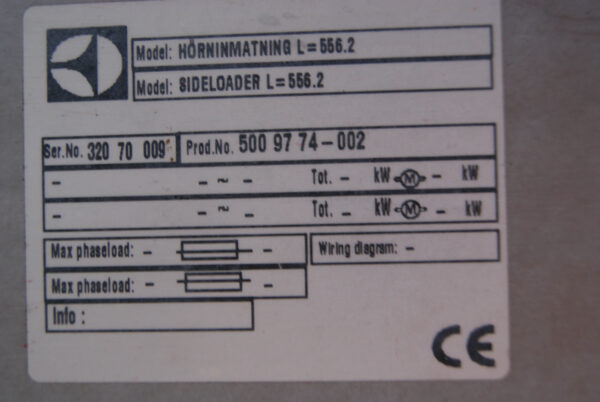 Model: HÖRNINMATNING L=556.2
Model: SIDELOADER L=556.2
Ser.No. 320 70 009. Prod.No. 500 97 74-002
- - ~ - Tot. - kW M - kW
- - ~ - Tot. - kW M - kW
Max phaseload: - - Wiring diagram: -
Max phaseload: - -
Info :
CE